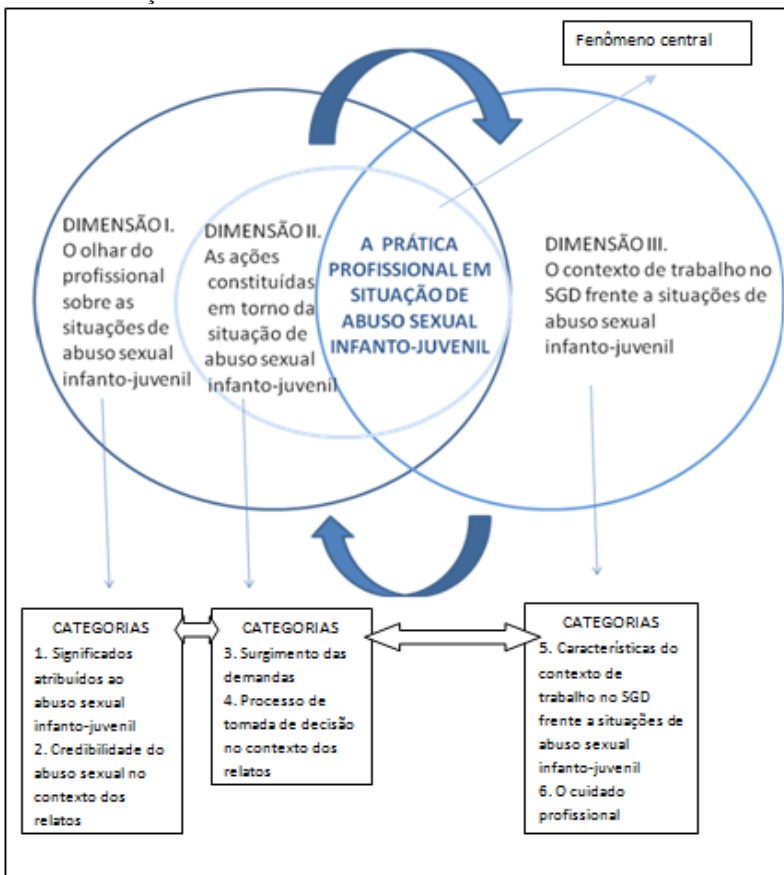 Fenômeno central
DIMENSÃO I.
O olhar do
profissional
sobre as
situações de
abuso sexual
infanto-juvenil
DIMENSÃO II.
As ações
constituídas
em torno da
situação de
abuso sexual
infanto-juvenil
A PRÁTICA
PROFISSIONAL EM
SITUAÇÃO DE
ABUSO SEXUAL
INFANTO-JUVENIL
DIMENSÃO III.
O contexto de trabalho no
SGD frente a situações de
abuso sexual
infanto-juvenil
CATEGORIAS
1. Significados
atribuídos ao
abuso sexual
infanto-juvenil
2. Credibilidade do
abuso sexual no
contexto dos
relatos
CATEGORIAS
3. Surgimento das
demandas
4. Processo de
tomada de decisão
no contexto dos
relatos
CATEGORIAS
5. Características do
contexto de
trabalho no SGD
frente a situações de
abuso sexual
infanto-juvenil
6. O cuidado
profissional